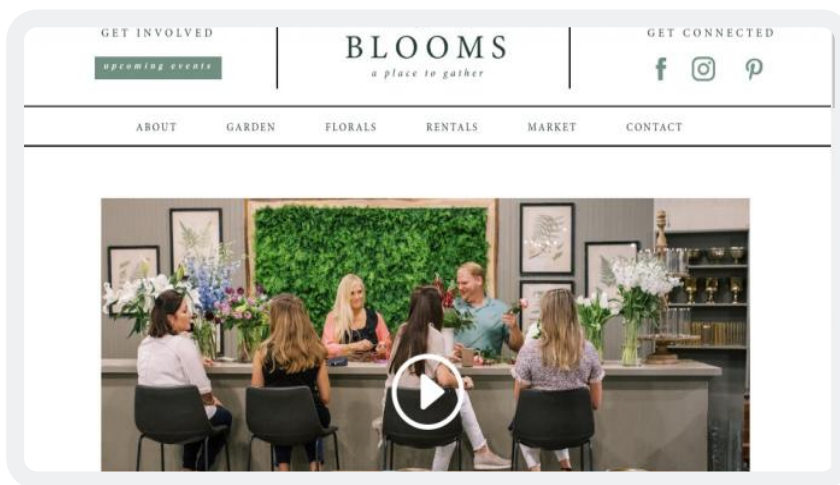 GET INVOLVED
upcoming events
BLOOMS
a place to gather
GET CONNECTED
ABOUT GARDEN FLORALS RENTALS MARKET CONTACT